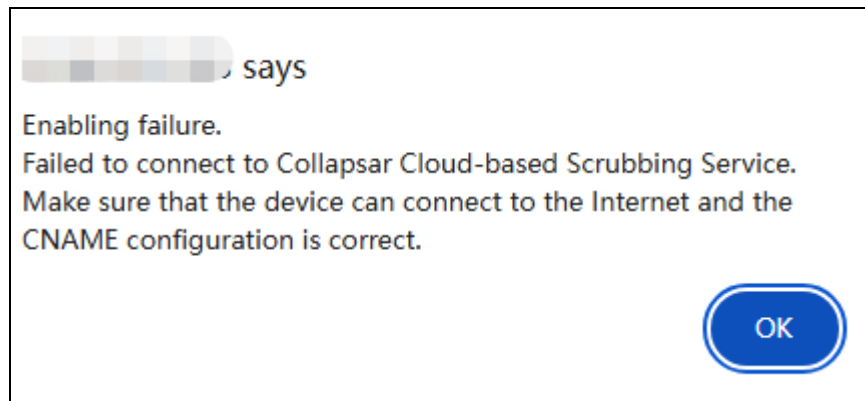 says
Enabling failure.
Failed to connect to Collapsar Cloud-based Scrubbing Service.
Make sure that the device can connect to the Internet and the
CNAME configuration is correct.
OK